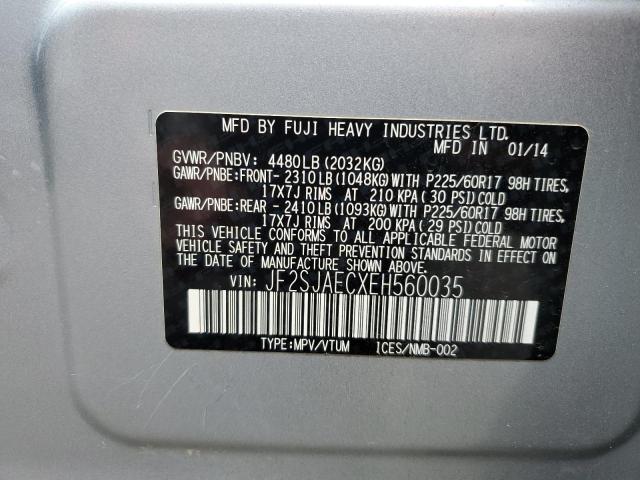 MFD BY FUJI HEAVY INDUSTRIES LTD.
MFD IN 01/14
GVWR/PNBV: 4480LB (2032KG)
GAWR/PNBE:FRONT- 2310LB (1048KG) WITH P225/60R17 98H TIRES,
17X7J RIMS AT 210 KPA (30 PSI) COLD
GAWR/PNBE:REAR - 2410LB (1093KG) WITH P225/60R17 98H TIRES,
17X7J RIMS AT 200 KPA (29 PSI) COLD
THIS VEHICLE CONFORMS TO ALL APPLICABLE FEDERAL MOTOR
VEHICLE SAFETY AND THEFT PREVENTION STANDARDS IN EFFECT ON
THE DATE OF MANUFACTURE SHOWN ABOVE
VIN: JF2SJAECXEH560035
TYPE:MPV/VTUM ICES/NMB-002